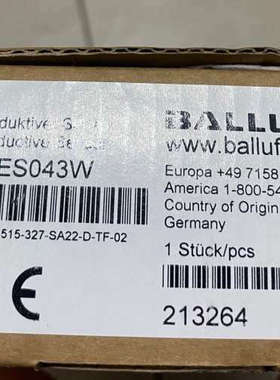 duktive S
BALLU
ductive Se
www.balluf
ES043W
Europa +49 7158
America 1-800-54
Country of Origin
Germany
515-327-SA22-D-TF-02
1 Stück/pcs
CE
213264